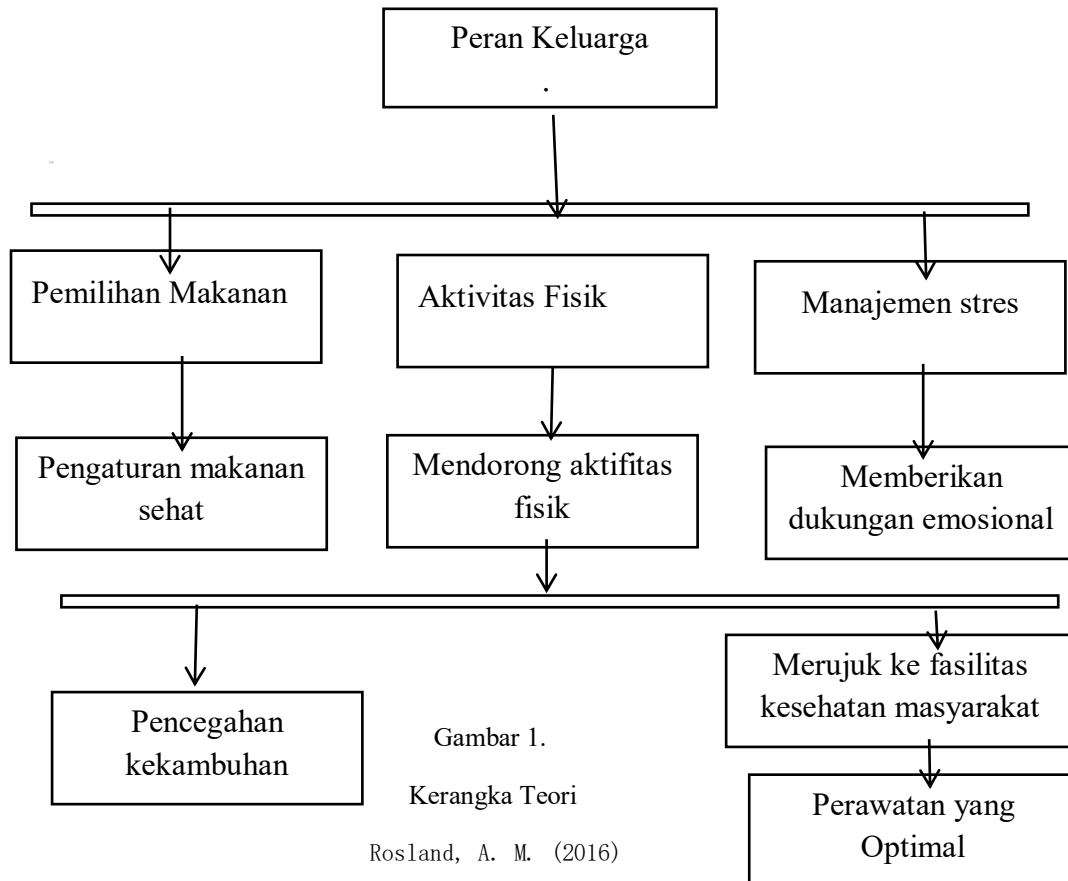 Peran Keluarga
.
Pemilihan Makanan
Aktivitas Fisik
Manajemen stres
Pengaturan makanan
sehat
Mendorong aktifitas
fisik
Memberikan
dukungan emosional
Pencegahan
kekambuhan
Merujuk ke fasilitas
kesehatan masyarakat
Perawatan yang
Optimal
Gambar 1.
Kerangka Teori
Rosland, A. M. (2016)